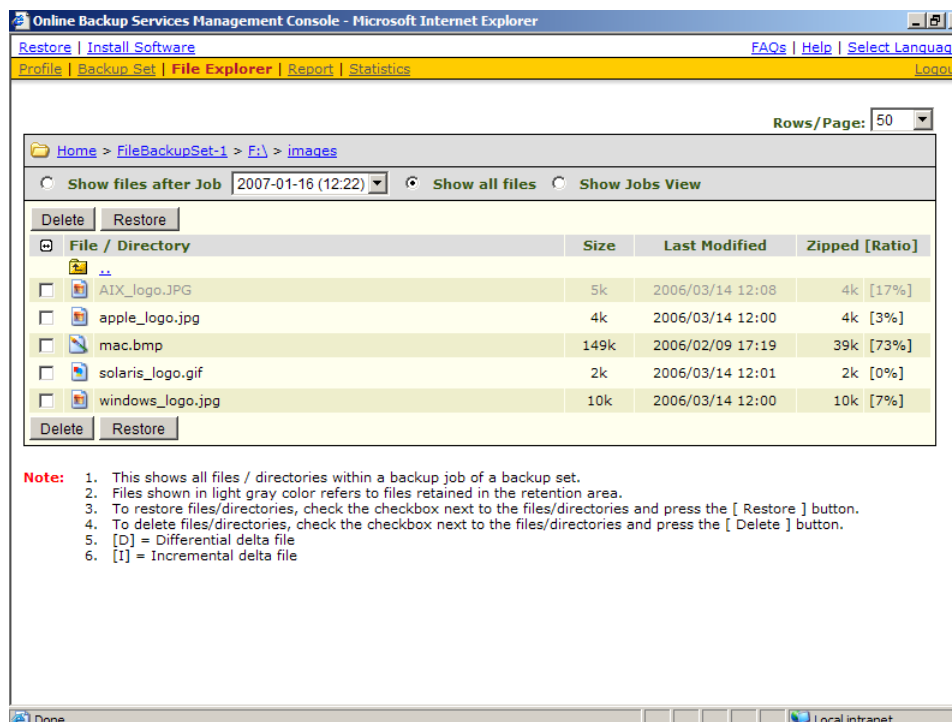 Online Backup Services Management Console - Microsoft Internet Explorer
Restore | Install Software FAQs | Help | Select Languag
Profile | Backup Set | File Explorer | Report | Statistics Logou
Rows/Page: 50
Home > FileBackupSet-1 > F:\ > images
Show files after Job 2007-01-16 (12:22) Show all files Show Jobs View
Delete Restore
File / Directory Size Last Modified Zipped [Ratio]
..
AIX_logo.JPG 5k 2006/03/14 12:08 4k [17%]
apple_logo.jpg 4k 2006/03/14 12:00 4k [3%]
mac.bmp 149k 2006/02/09 17:19 39k [73%]
solaris_logo.gif 2k 2006/03/14 12:01 2k [0%]
windows_logo.jpg 10k 2006/03/14 12:00 10k [7%]
Delete Restore
Note: 1. This shows all files / directories within a backup job of a backup set.
2. Files shown in light gray color refers to files retained in the retention area.
3. To restore files/directories, check the checkbox next to the files/directories and press the [ Restore ] button.
4. To delete files/directories, check the checkbox next to the files/directories and press the [ Delete ] button.
5. [D] = Differential delta file
6. [I] = Incremental delta file
Done Local intranet